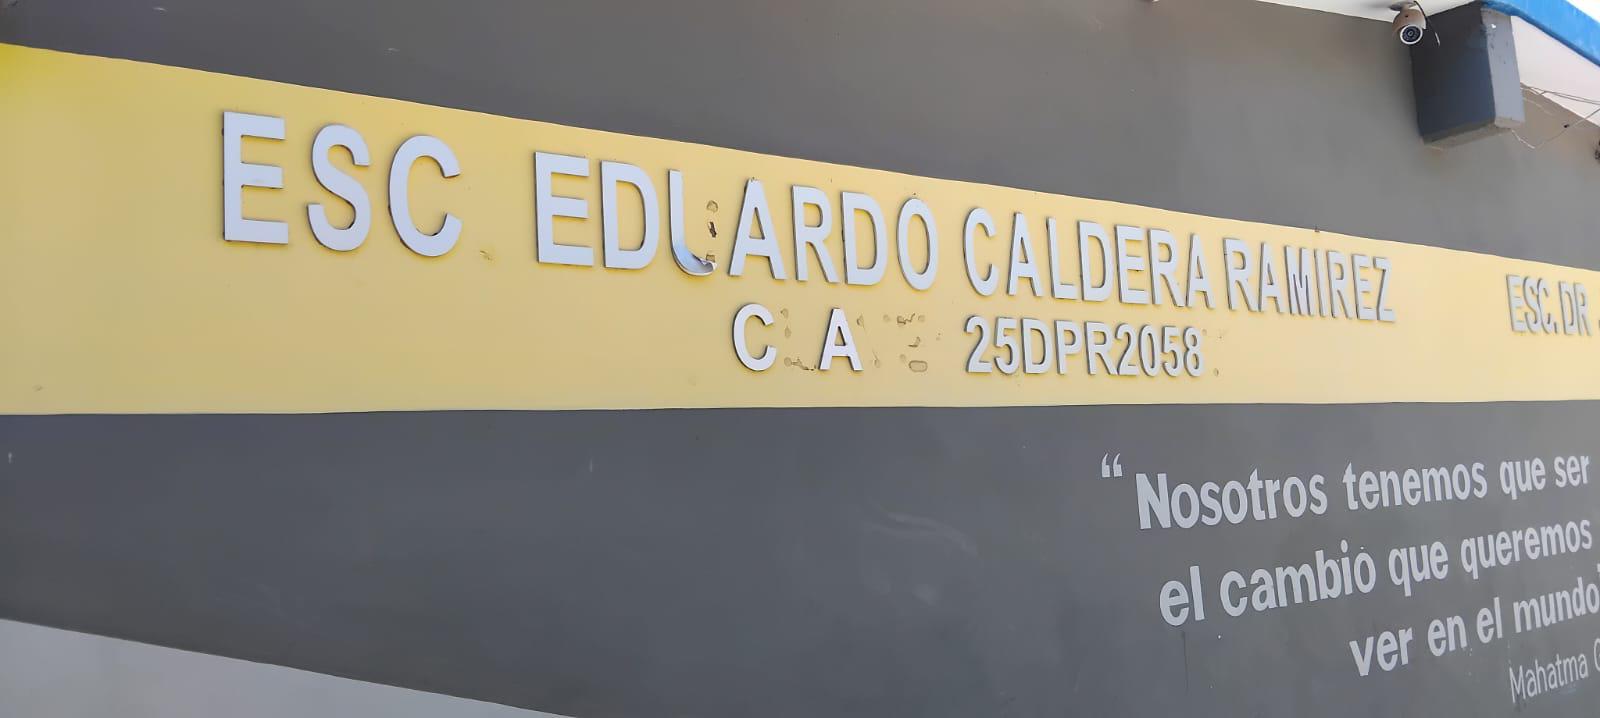 ESC EDUARDO CALDERA RAMIREZ
C A 25DPR2058
ESC. DR
“Nosotros tenemos que ser
el cambio que queremos
ver en el mundo”
Mahatma